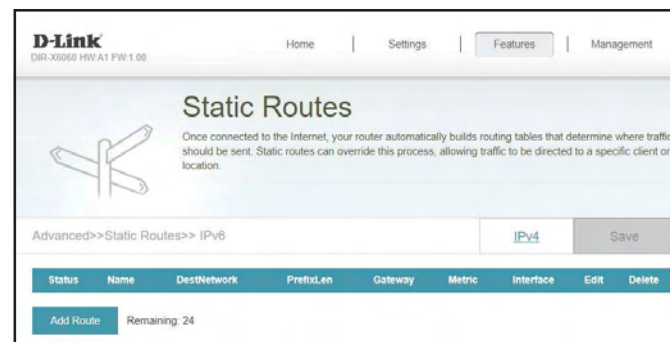 D-Link
DIR-X6060 HW:A1 FW:1.00
Home | Settings | Features | Management
Static Routes
Once connected to the Internet, your router automatically builds routing tables that determine where traffic
should be sent. Static routes can override this process, allowing traffic to be directed to a specific client or
location.
Advanced>>Static Routes>> IPv6
IPv4
Save
Status Name DestNetwork PrefixLen Gateway Metric Interface Edit Delete
Add Route
Remaining: 24